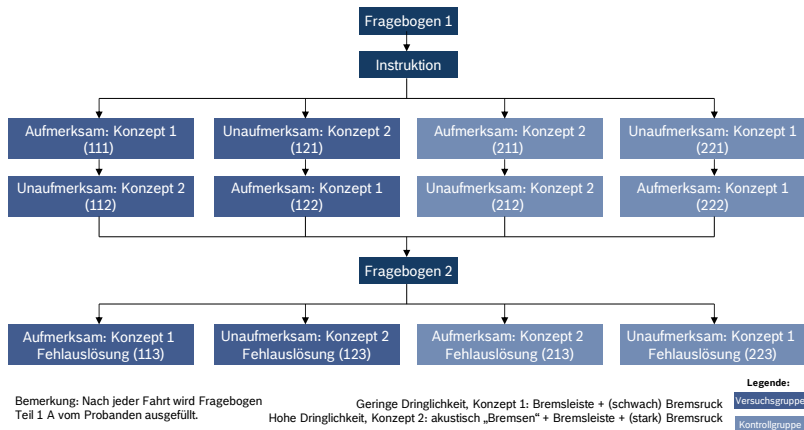 Fragebogen 1
Instruktion
Aufmerksam: Konzept 1
(111)
Unaufmerksam: Konzept 2
(121)
Aufmerksam: Konzept 2
(211)
Unaufmerksam: Konzept 1
(221)
Unaufmerksam: Konzept 2
(112)
Aufmerksam: Konzept 1
(122)
Unaufmerksam: Konzept 2
(212)
Aufmerksam: Konzept 1
(222)
Fragebogen 2
Aufmerksam: Konzept 1
Fehlauslösung (113)
Unaufmerksam: Konzept 2
Fehlauslösung (123)
Aufmerksam: Konzept 2
Fehlauslösung (213)
Unaufmerksam: Konzept 1
Fehlauslösung (223)
Bemerkung: Nach jeder Fahrt wird Fragebogen
Teil 1 A vom Probanden ausgefüllt.
Geringe Dringlichkeit, Konzept 1: Bremsleiste + (schwach) Bremsruck
Hohe Dringlichkeit, Konzept 2: akustisch „Bremsen“ + Bremsleiste + (stark) Bremsruck
Legende:
Versuchsgruppe
Kontrollgruppe